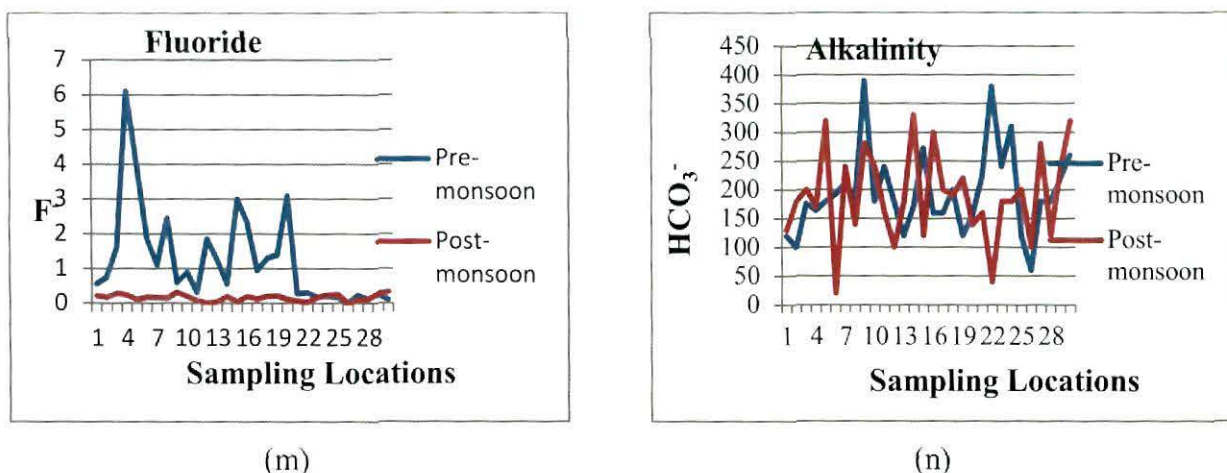 Fluoride
7
6
5
4
3
2
1
0
F
1 4 7 10 13 16 19 22 25 28
Sampling Locations
Pre-
monsoon
Post-
monsoon
(m)
Alkalinity
450
400
350
300
250
200
150
100
50
0
HCO₃⁻
1 4 7 10 13 16 19 22 25 28
Sampling Locations
Pre-
monsoon
Post-
monsoon
(n)